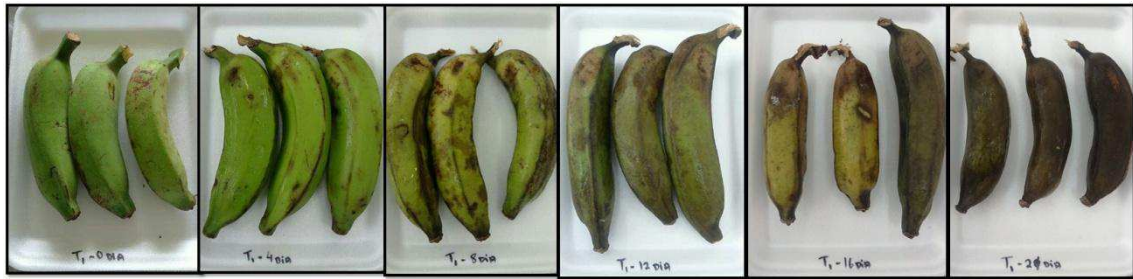 T₁-0 DIA
T₁-4 DIA
T₁-8 DIA
T₁-12 DIA
T₁-16 DIA
T₁-20 DIA